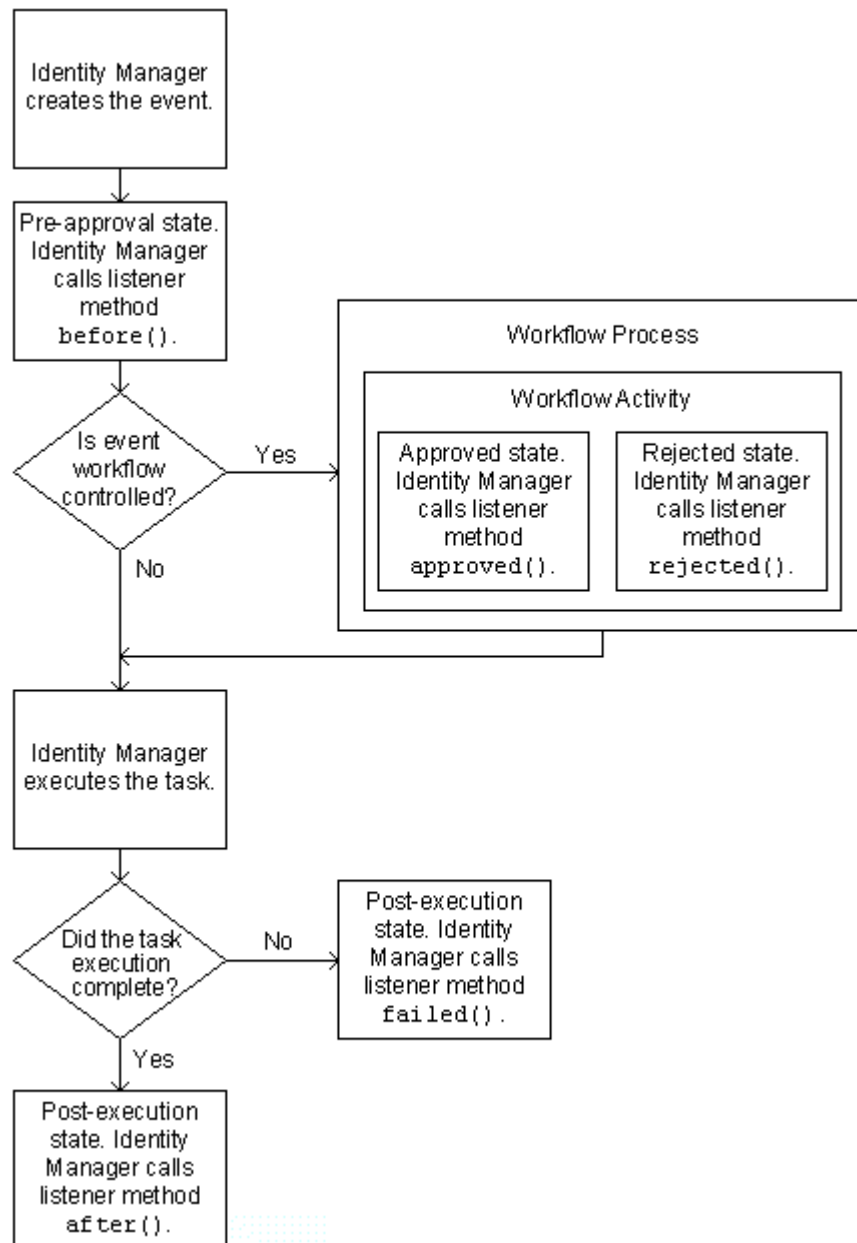 Identity Manager
creates the event.
Pre-approval state.
Identity Manager
calls listener
method
before().
Is event
workflow
controlled?
Yes
No
Workflow Process
Workflow Activity
Approved state.
Identity Manager
calls listener
method
approved().
Rejected state.
Identity Manager
calls listener
method
rejected().
Identity Manager
executes the task.
Did the task
execution
complete?
No
Yes
Post-execution
state. Identity
Manager calls
listener method
failed().
Post-execution
state. Identity
Manager calls
listener method
after().